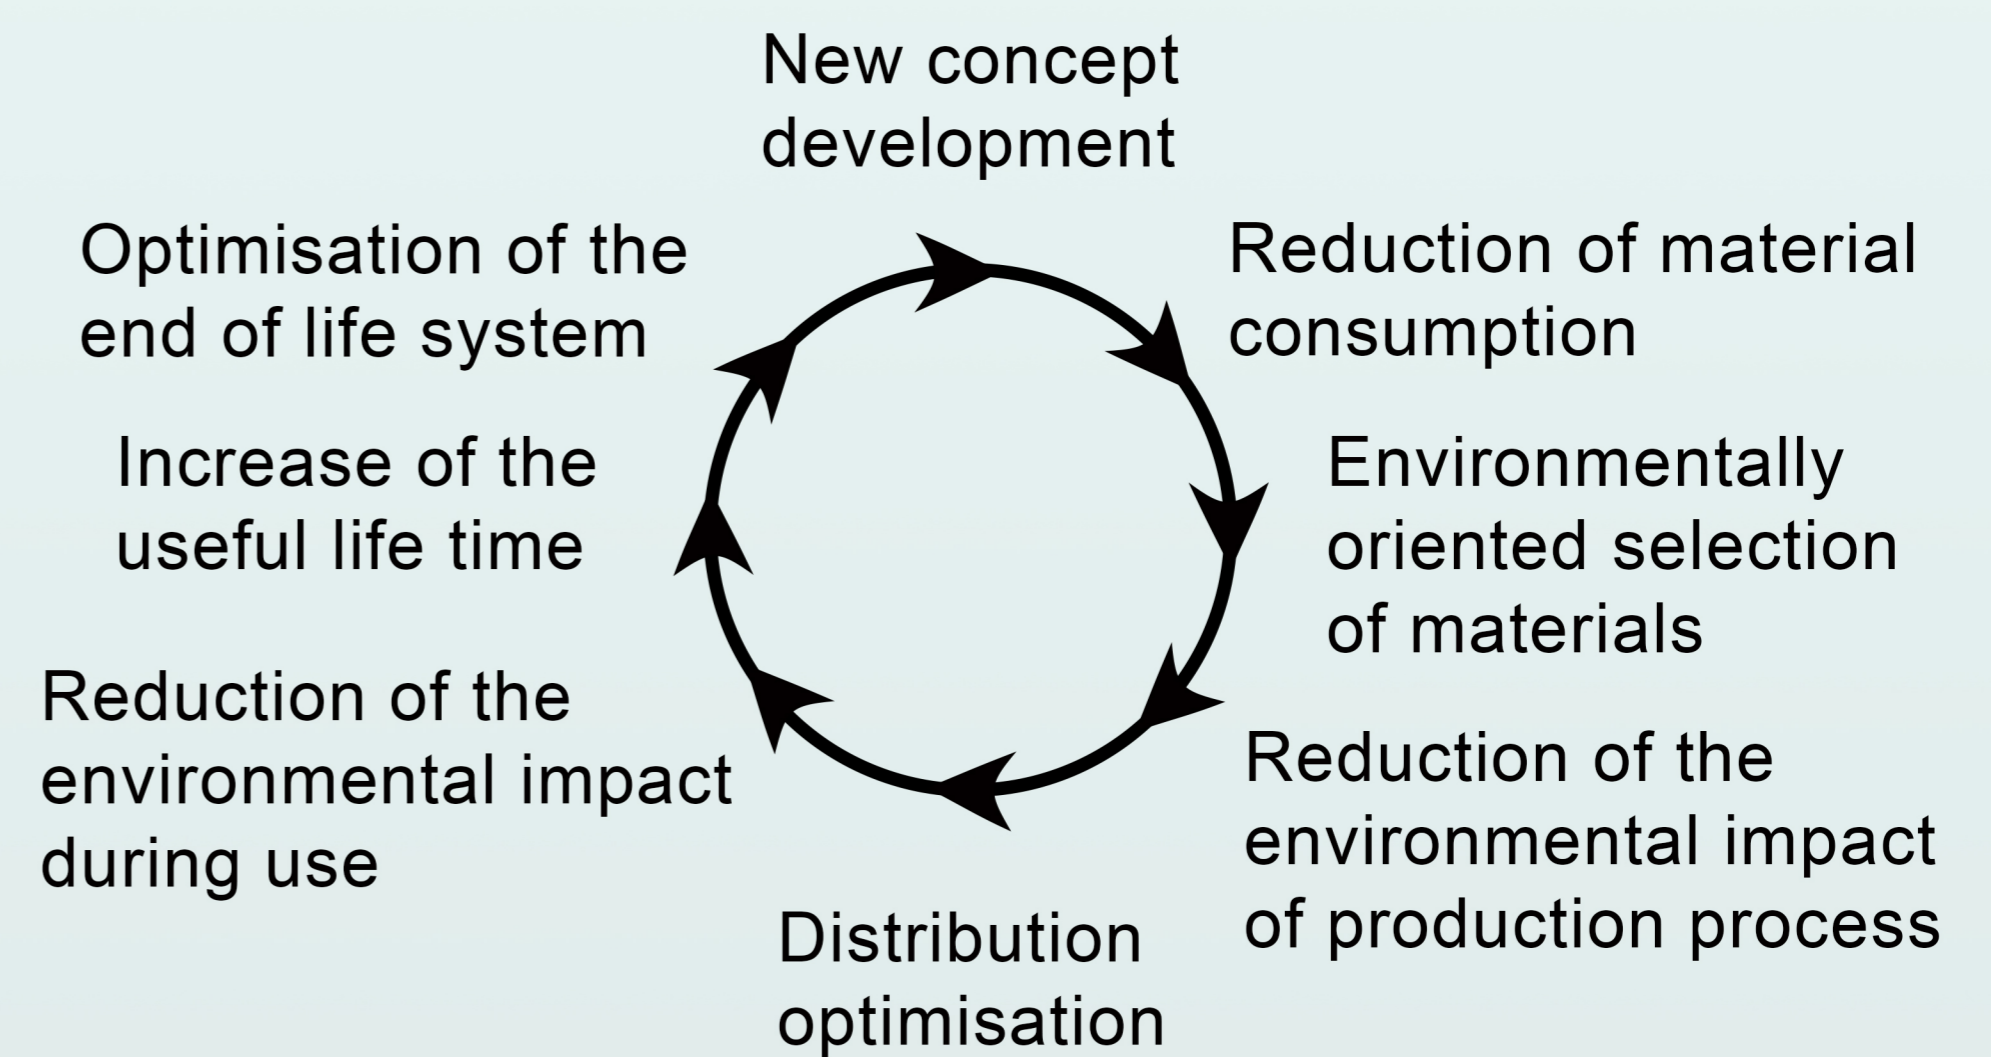 New concept
development
Reduction of material
consumption
Environmentally
oriented selection
of materials
Reduction of the
environmental impact
of production process
Distribution
optimisation
Reduction of the
environmental impact
during use
Increase of the
useful life time
Optimisation of the
end of life system